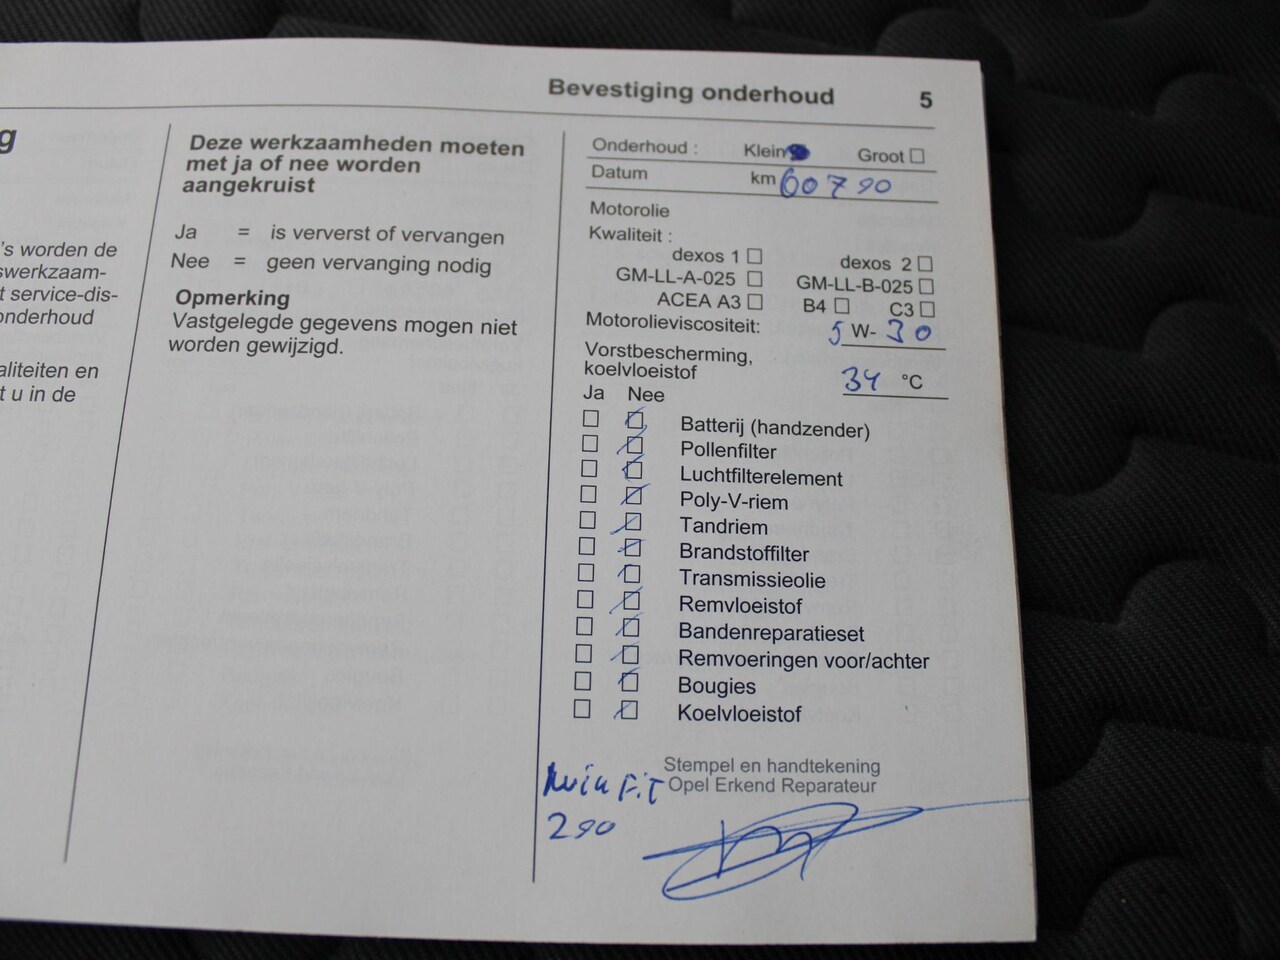 Bevestiging onderhoud 5
g
's worden de
swerkzaam-
t service-dis-
onderhoud
aliteiten en
t u in de
Deze werkzaamheden moeten
met ja of nee worden
aangekruist
Ja = is ververst of vervangen
Nee = geen vervanging nodig
Opmerking
Vastgelegde gegevens mogen niet
worden gewijzigd.
Onderhoud : Klein Groot
Datum km 60790
Motorolie
Kwaliteit :
dexos 1 dexos 2
GM-LL-A-025 GM-LL-B-025
ACEA A3 B4 C3
Motorolieviscositeit: 5 W- 30
Vorstbescherming,
koelvloeistof 34 °C
Ja Nee
Batterij (handzender)
Pollenfilter
Luchtfilterelement
Poly-V-riem
Tandriem
Brandstoffilter
Transmissieolie
Remvloeistof
Bandenreparatieset
Remvoeringen voor/achter
Bougies
Koelvloeistof
Stempel en handtekening
Opel Erkend Reparateur
Kwik Fit
290